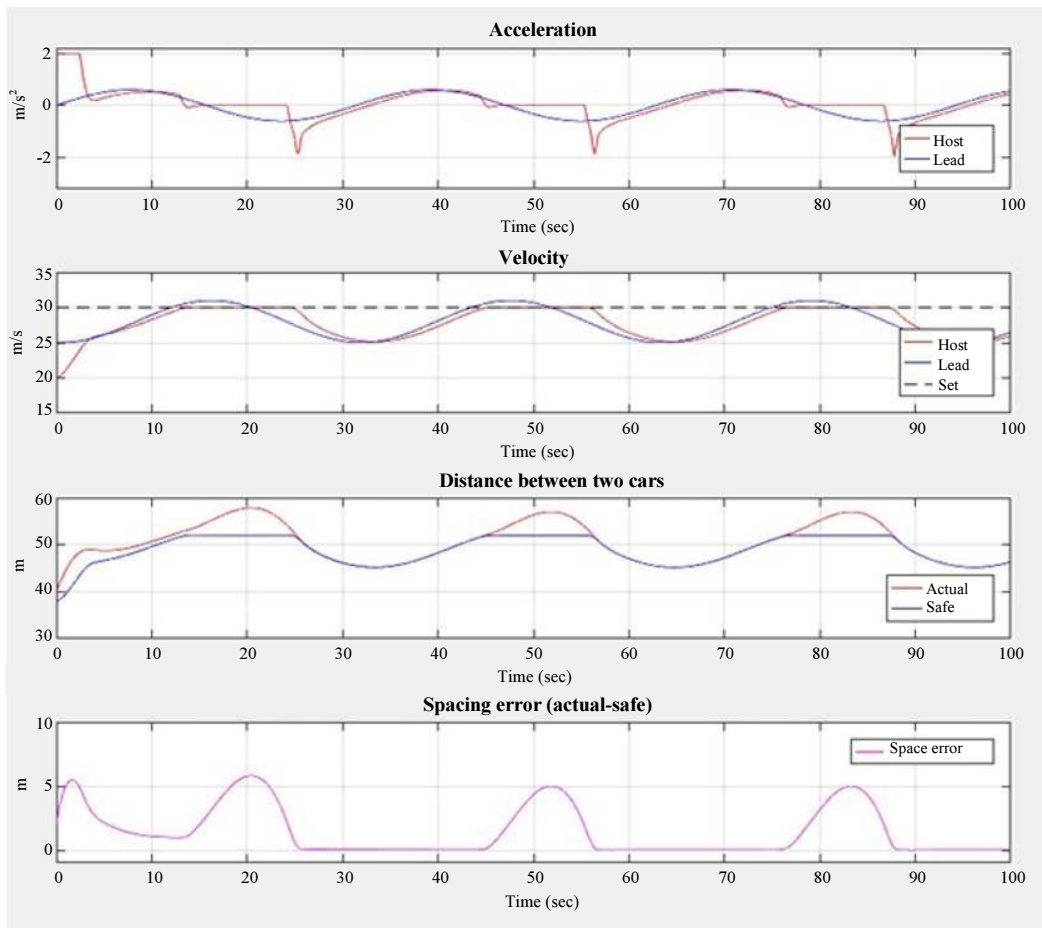 Acceleration
2
0
-2
m/s²
0 10 20 30 40 50 60 70 80 90 100
Time (sec)
Host
Lead
Velocity
35
30
25
20
15
m/s
0 10 20 30 40 50 60 70 80 90 100
Time (sec)
Host
Lead
Set
Distance between two cars
60
50
40
30
m
0 10 20 30 40 50 60 70 80 90 100
Time (sec)
Actual
Safe
Spacing error (actual-safe)
10
5
0
m
0 10 20 30 40 50 60 70 80 90 100
Time (sec)
Space error